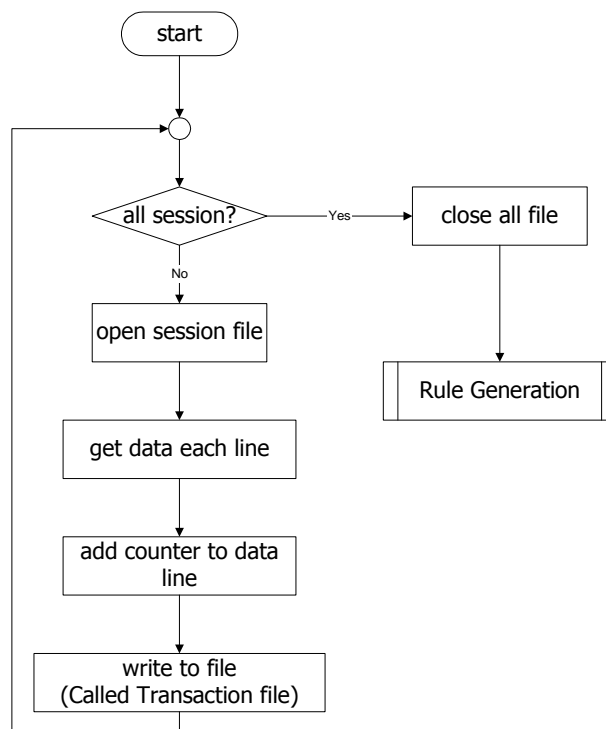 start
all session?
Yes
close all file
No
open session file
Rule Generation
get data each line
add counter to data
line
write to file
(Called Transaction file)